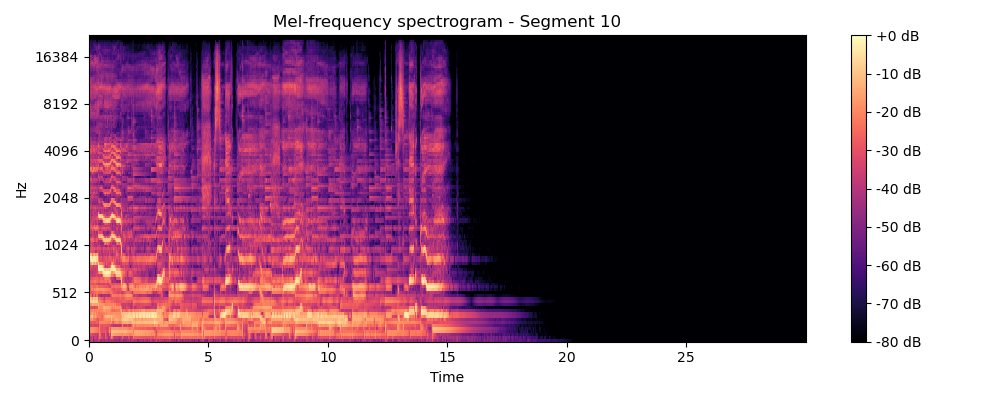 Mel-frequency spectrogram - Segment 10
Hz
16384
8192
4096
2048
1024
512
0
0 5 10 15 20 25
Time
+0 dB
-10 dB
-20 dB
-30 dB
-40 dB
-50 dB
-60 dB
-70 dB
-80 dB